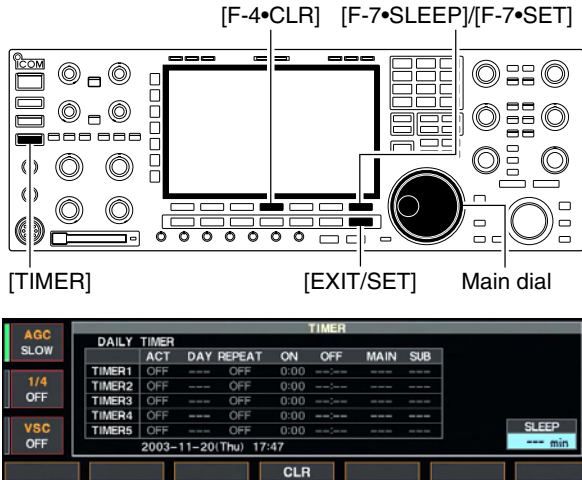 [F-4•CLR] [F-7•SLEEP]/[F-7•SET]
ICOM
[TIMER] [EXIT/SET] Main dial
TIMER
AGC
SLOW
1/4
OFF
VSC
OFF
DAILY TIMER
ACT DAY REPEAT ON OFF MAIN SUB
TIMER1 OFF --- OFF 0:00 --:-- --- ---
TIMER2 OFF --- OFF 0:00 --:-- --- ---
TIMER3 OFF --- OFF 0:00 --:-- --- ---
TIMER4 OFF --- OFF 0:00 --:-- --- ---
TIMER5 OFF --- OFF 0:00 --:-- --- ---
2003-11-20(Thu) 17:47
SLEEP
--- min
CLR